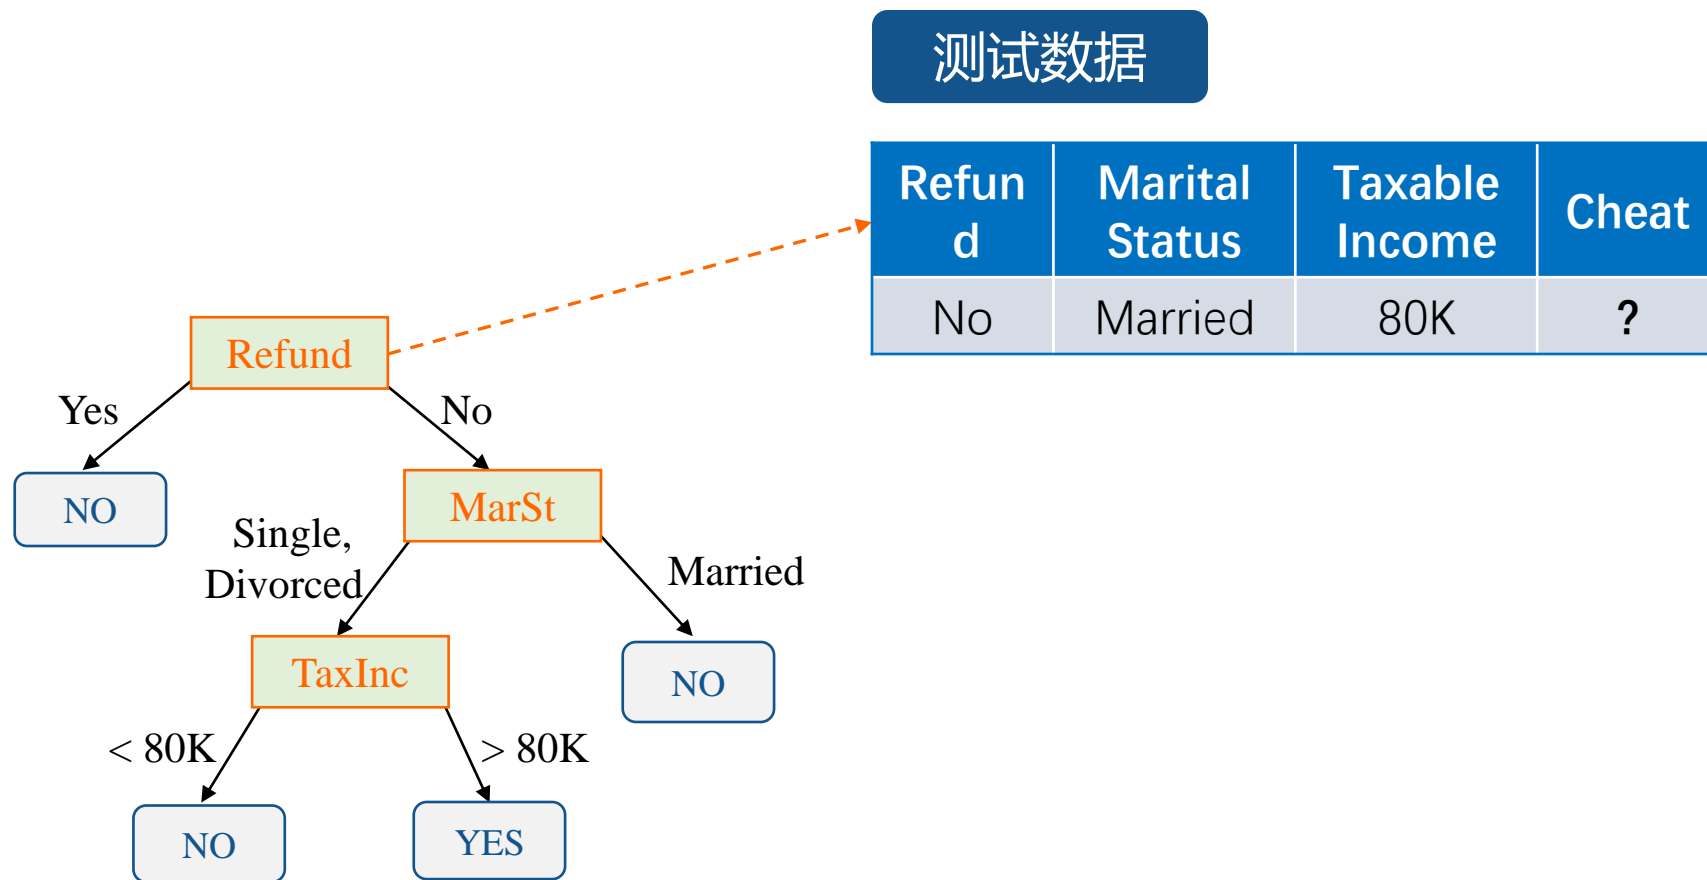 测试数据
Refun
d
Marital
Status
Taxable
Income
Cheat
No
Married
80K
?
Refund
Yes
No
NO
MarSt
Single,
Divorced
Married
TaxInc
NO
< 80K
> 80K
NO
YES